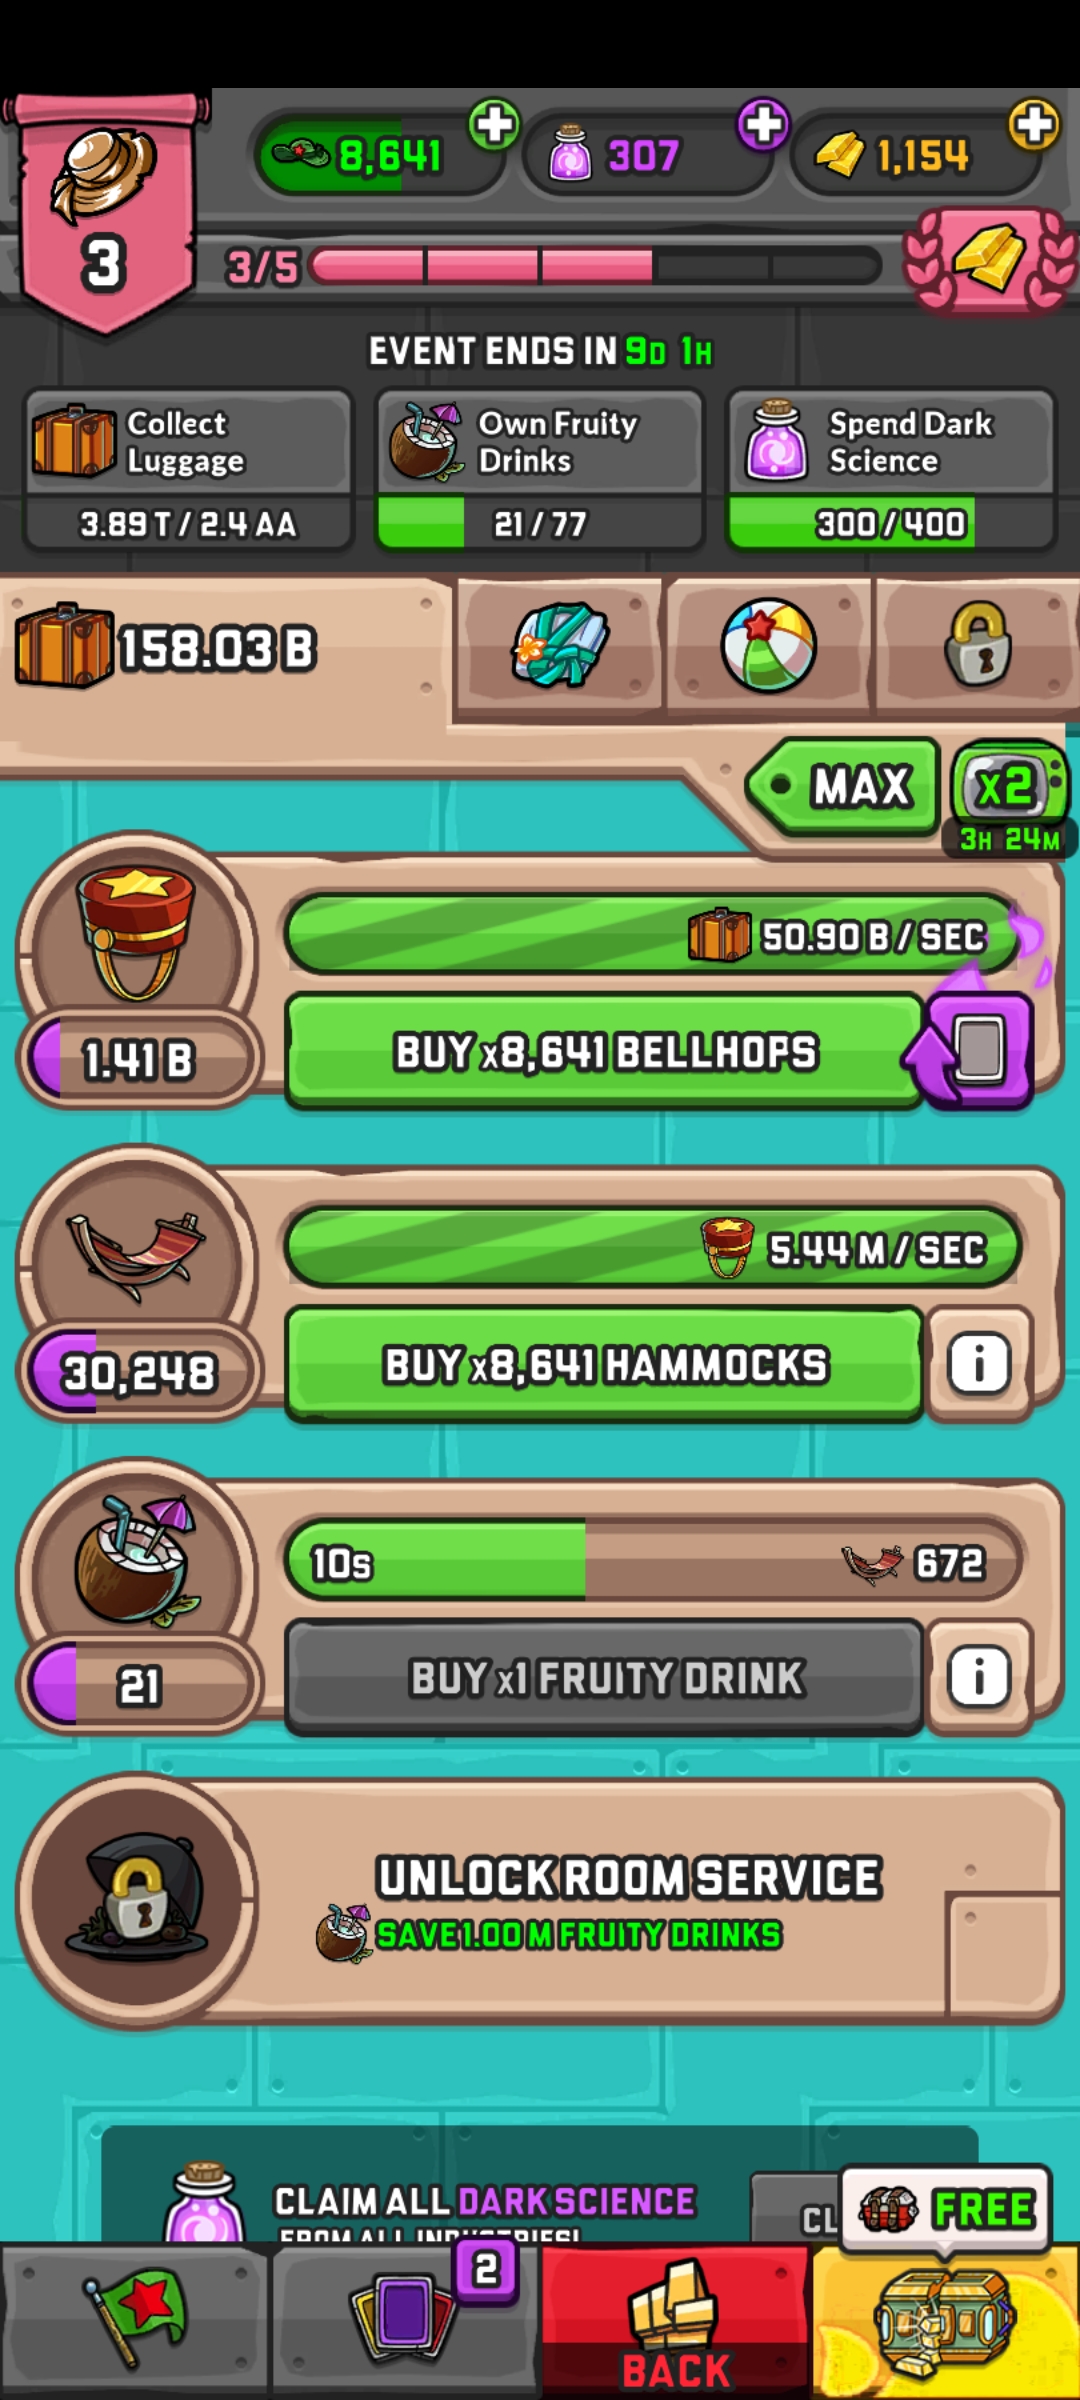 8,641
307
1,154
3
3/5
EVENT ENDS IN 9D 1H
Collect
Luggage
3.89 T / 2.4 AA
Own Fruity
Drinks
21 / 77
Spend Dark
Science
300 / 400
158.03 B
MAX
x2
3H 24M
50.90 B / SEC
1.41 B
BUY x8,641 BELLHOPS
5.44 M / SEC
30,248
BUY x8,641 HAMMOCKS
i
10s
672
21
BUY x1 FRUITY DRINK
i
UNLOCK ROOM SERVICE
SAVE 1.00 M FRUITY DRINKS
CLAIM ALL DARK SCIENCE
FROM ALL INDUSTRIES!
CL
FREE
2
BACK